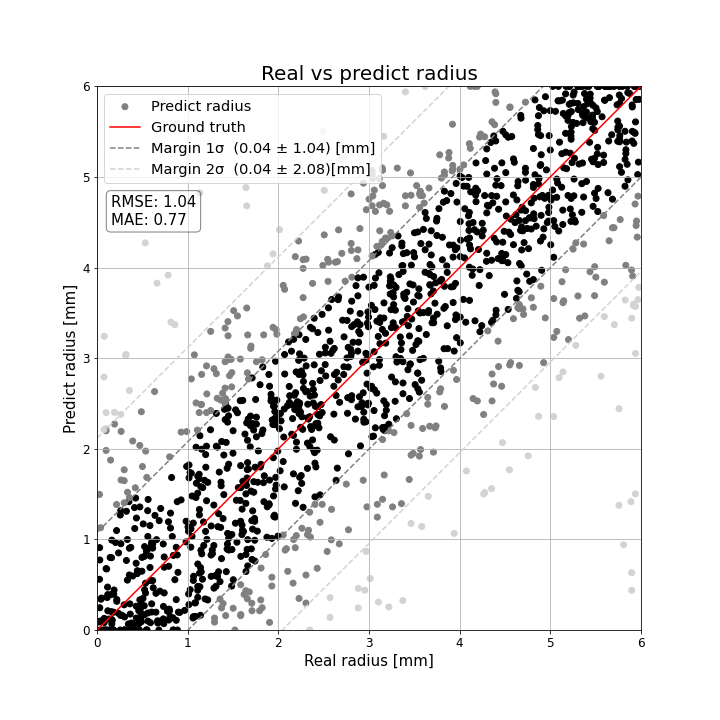 Real vs predict radius
Predict radius
Ground truth
Margin 1σ  (0.04 ± 1.04) [mm]
Margin 2σ  (0.04 ± 2.08)[mm]
RMSE: 1.04
MAE: 0.77
6
5
4
3
2
1
0
Predict radius [mm]
0 1 2 3 4 5 6
Real radius [mm]